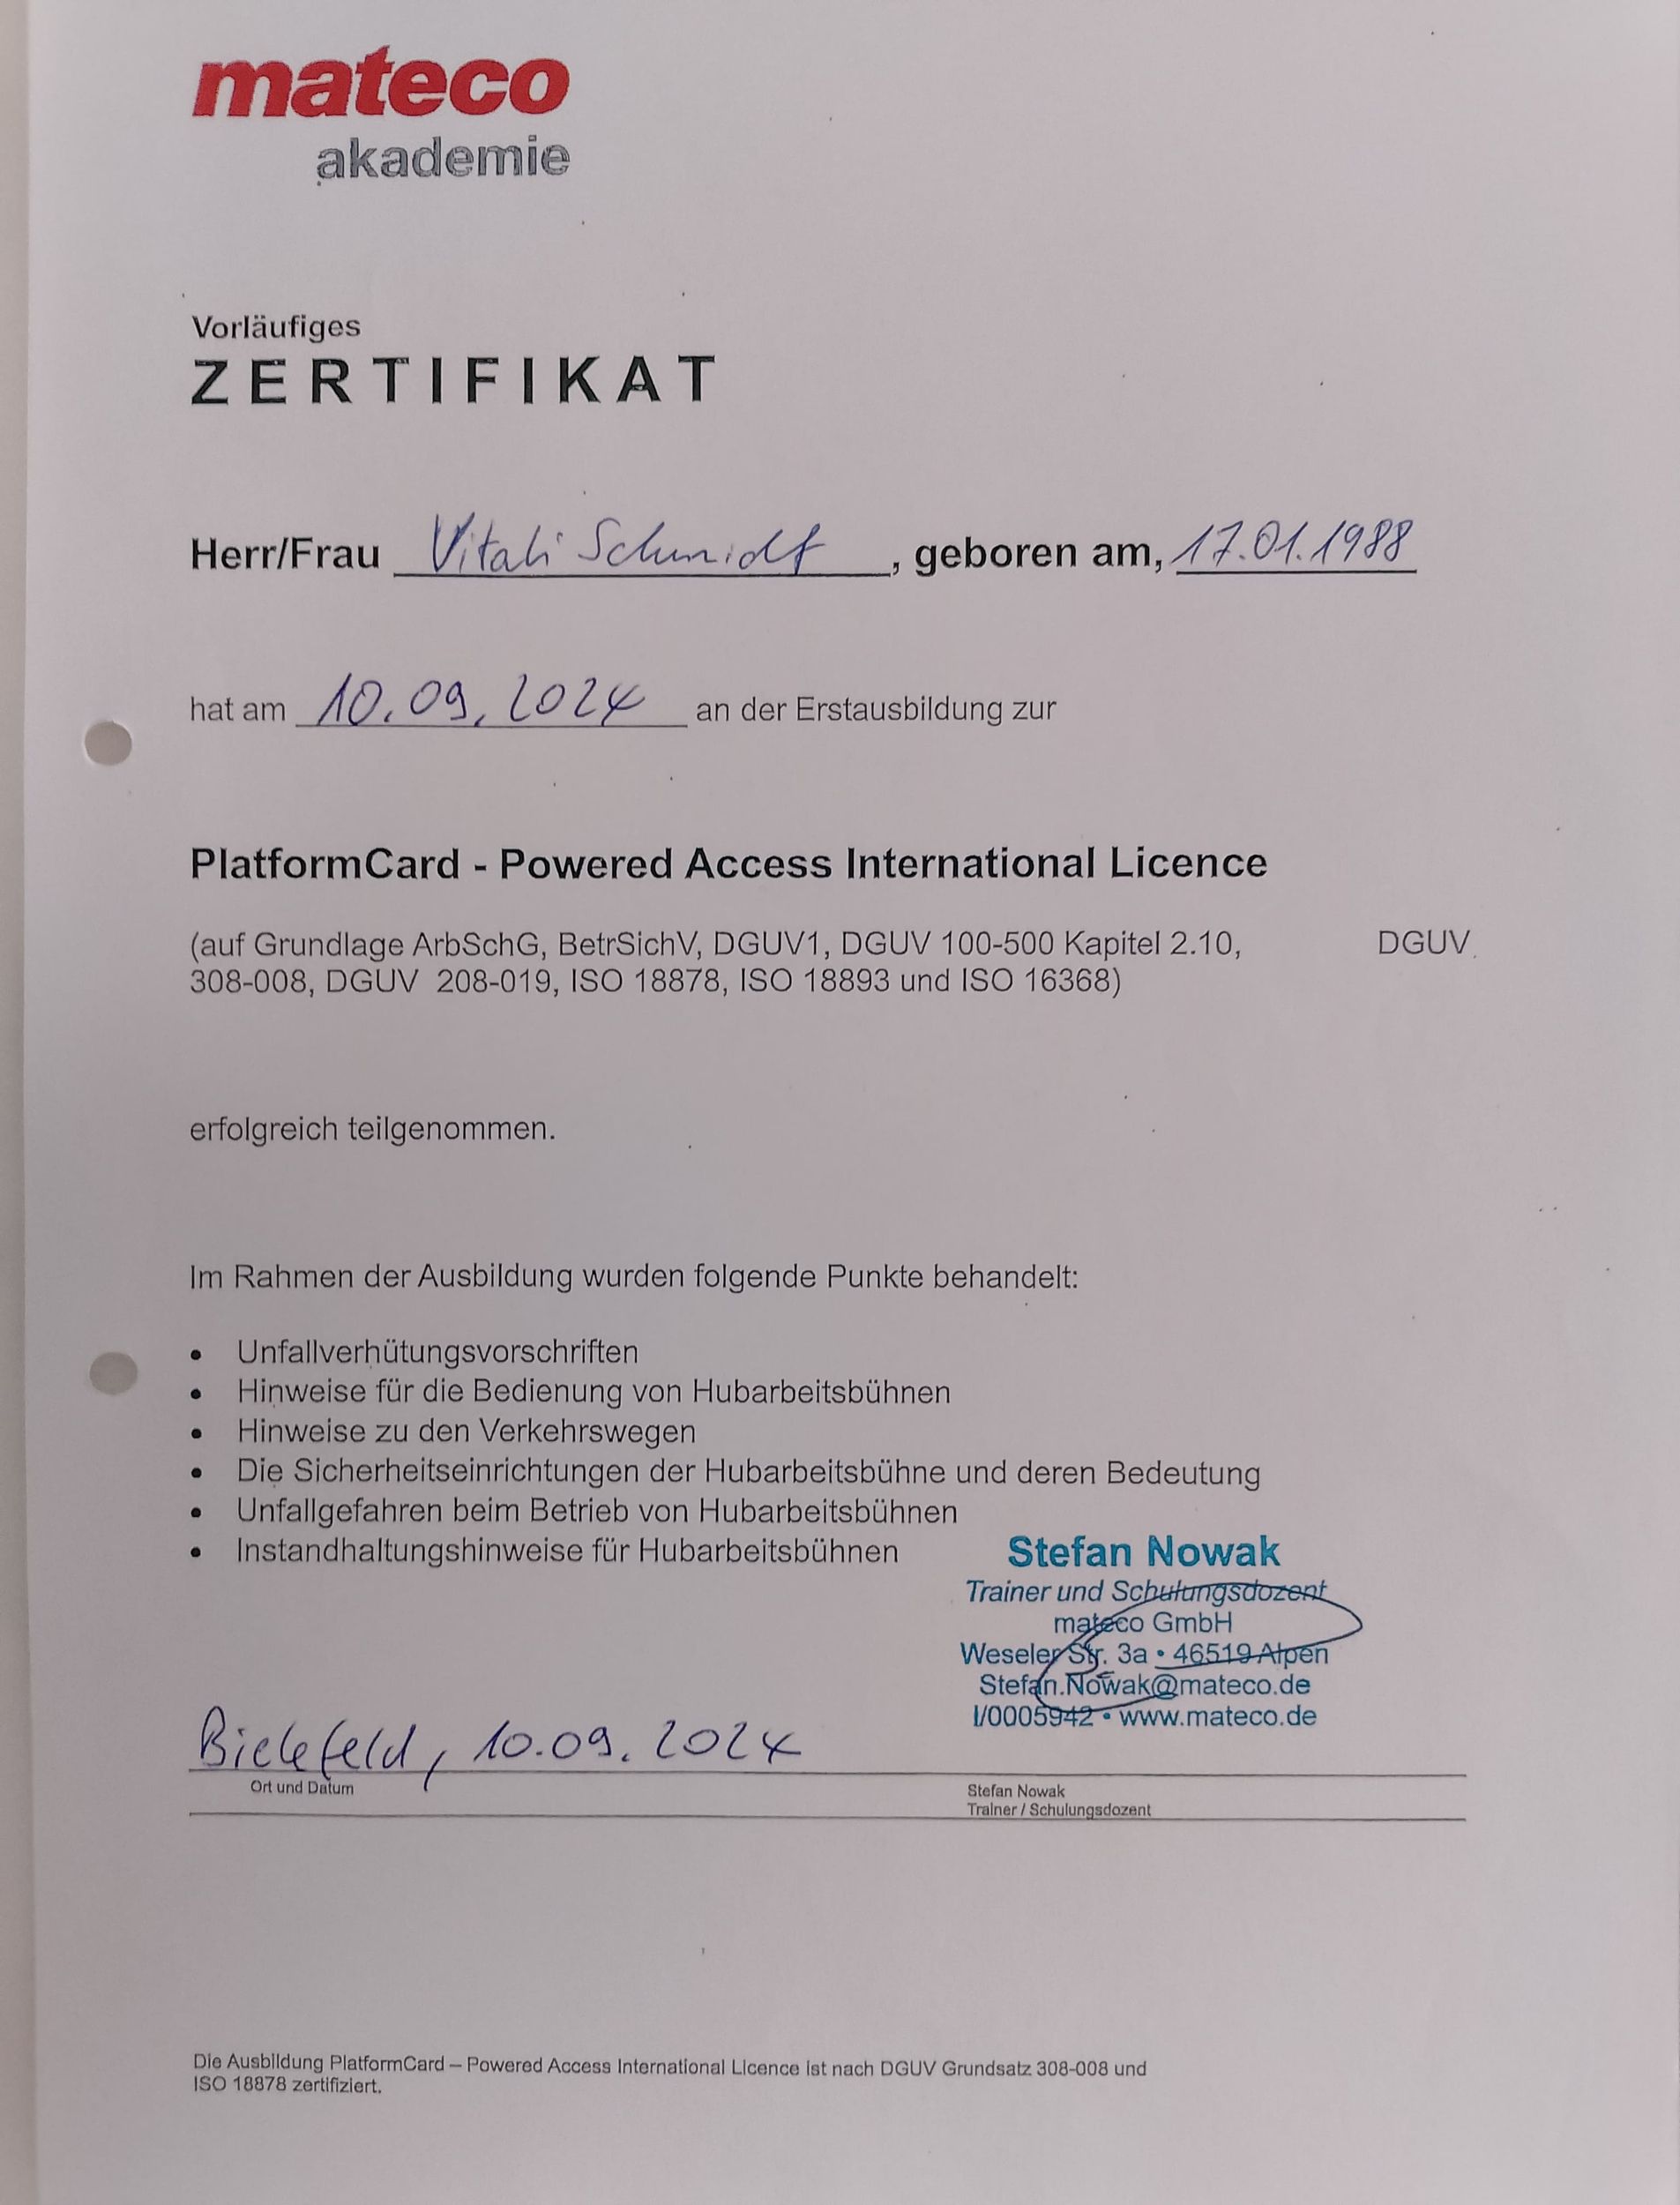 mateco
akademie
Vorläufiges
ZERTIFIKAT
Herr/Frau Vitali Schmidt, geboren am, 17.01.1988
hat am 10.09.2024 an der Erstausbildung zur
PlatformCard - Powered Access International Licence
(auf Grundlage ArbSchG, BetrSichV, DGUV1, DGUV 100-500 Kapitel 2.10, DGUV
308-008, DGUV 208-019, ISO 18878, ISO 18893 und ISO 16368)
erfolgreich teilgenommen.
Im Rahmen der Ausbildung wurden folgende Punkte behandelt:
• Unfallverhütungsvorschriften
• Hinweise für die Bedienung von Hubarbeitsbühnen
• Hinweise zu den Verkehrswegen
• Die Sicherheitseinrichtungen der Hubarbeitsbühne und deren Bedeutung
• Unfallgefahren beim Betrieb von Hubarbeitsbühnen
• Instandhaltungshinweise für Hubarbeitsbühnen
Stefan Nowak
Trainer und Schulungsdozent
mateco GmbH
Weseler Str. 3a • 46519 Alpen
Stefan.Nowak@mateco.de
I/0005942 • www.mateco.de
Bielefeld, 10.09.2024
Ort und Datum
Stefan Nowak
Trainer / Schulungsdozent
Die Ausbildung PlatformCard – Powered Access International Licence ist nach DGUV Grundsatz 308-008 und
ISO 18878 zertifiziert.